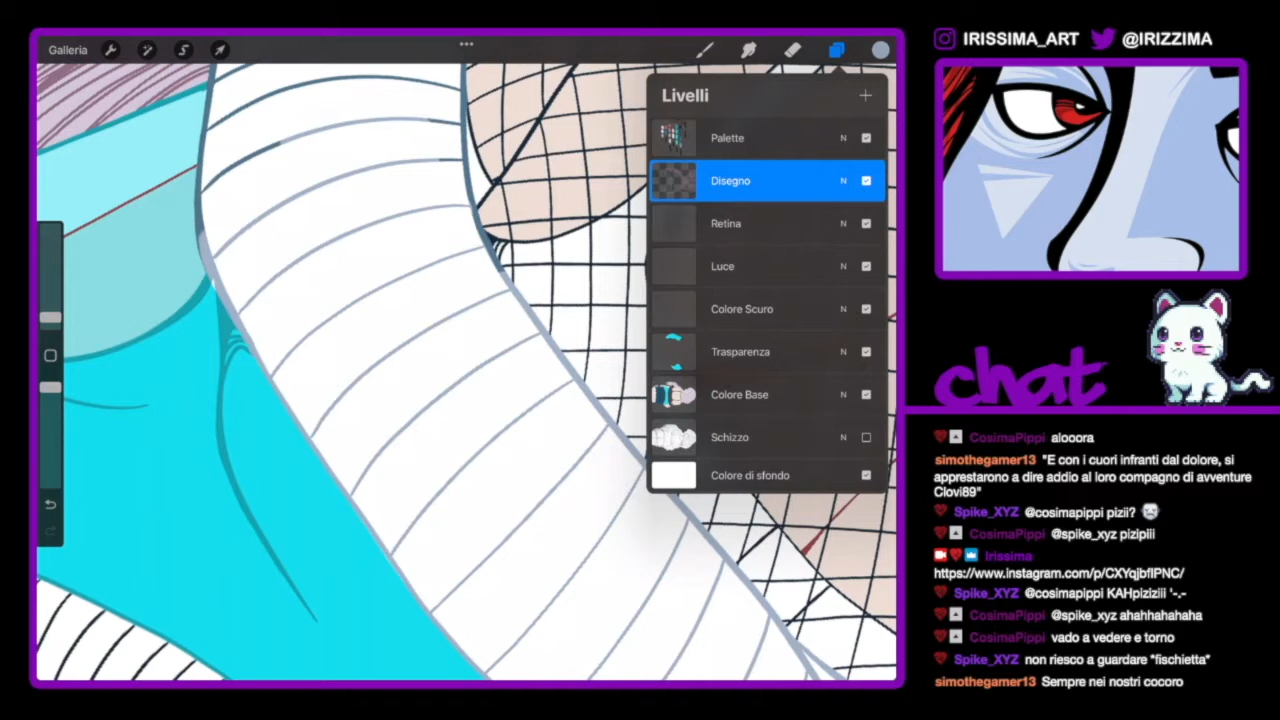 Galleria
IRISSIMA_ART @IRIZZIMA
Livelli
Palette N
Disegno N
Retina N
Luce N
Colore Scuro N
Trasparenza N
Colore Base N
Schizzo N
Colore di sfondo
chat
CosimaPippi alooora
simothegamer13 "E con i cuori infranti dal dolore, si
apprestarono a dire addio al loro compagno di avventure
Clovi89"
Spike_XYZ @cosimapippi pizii?
CosimaPippi @spike_xyz pizipiii
Irissima
https://www.instagram.com/p/CXYqjbflPNC/
Spike_XYZ @cosimapippi KAHpiziziii '-.-
CosimaPippi @spike_xyz ahahhahahaha
CosimaPippi vado a vedere e torno
Spike_XYZ non riesco a guardare *fischietta*
simothegamer13 Sempre nei nostri cocoro